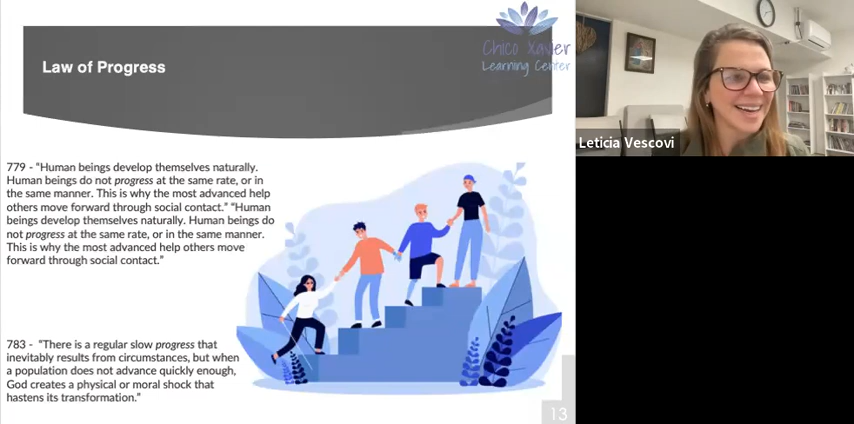 Chico Xavier
Learning Center
Law of Progress
Leticia Vescovi
779 - “Human beings develop themselves naturally.
Human beings do not progress at the same rate, or in
the same manner. This is why the most advanced help
others move forward through social contact.” “Human
beings develop themselves naturally. Human beings do
not progress at the same rate, or in the same manner.
This is why the most advanced help others move
forward through social contact.”
783 - “There is a regular slow progress that
inevitably results from circumstances, but when
a population does not advance quickly enough,
God creates a physical or moral shock that
hastens its transformation.”
13